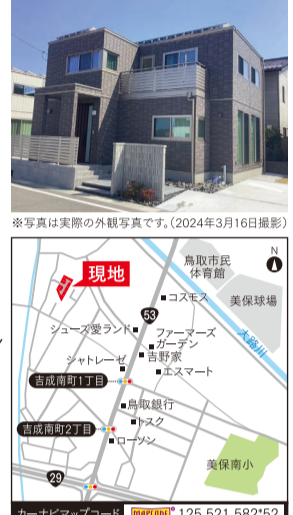 ※写真は実際の外観写真です。(2024年3月16日撮影)
現地
N
鳥取市民
体育館
美保球場
コスモス
大路川
53
シューズ愛ランド
ファーマーズ
ガーデン
吉野家
シャトレーゼ
エスマート
吉成南町1丁目
鳥取銀行
トスク
吉成南町2丁目
ローソン
美保南小
29
カーナビマップコード MAPCODE 125 521 582*52